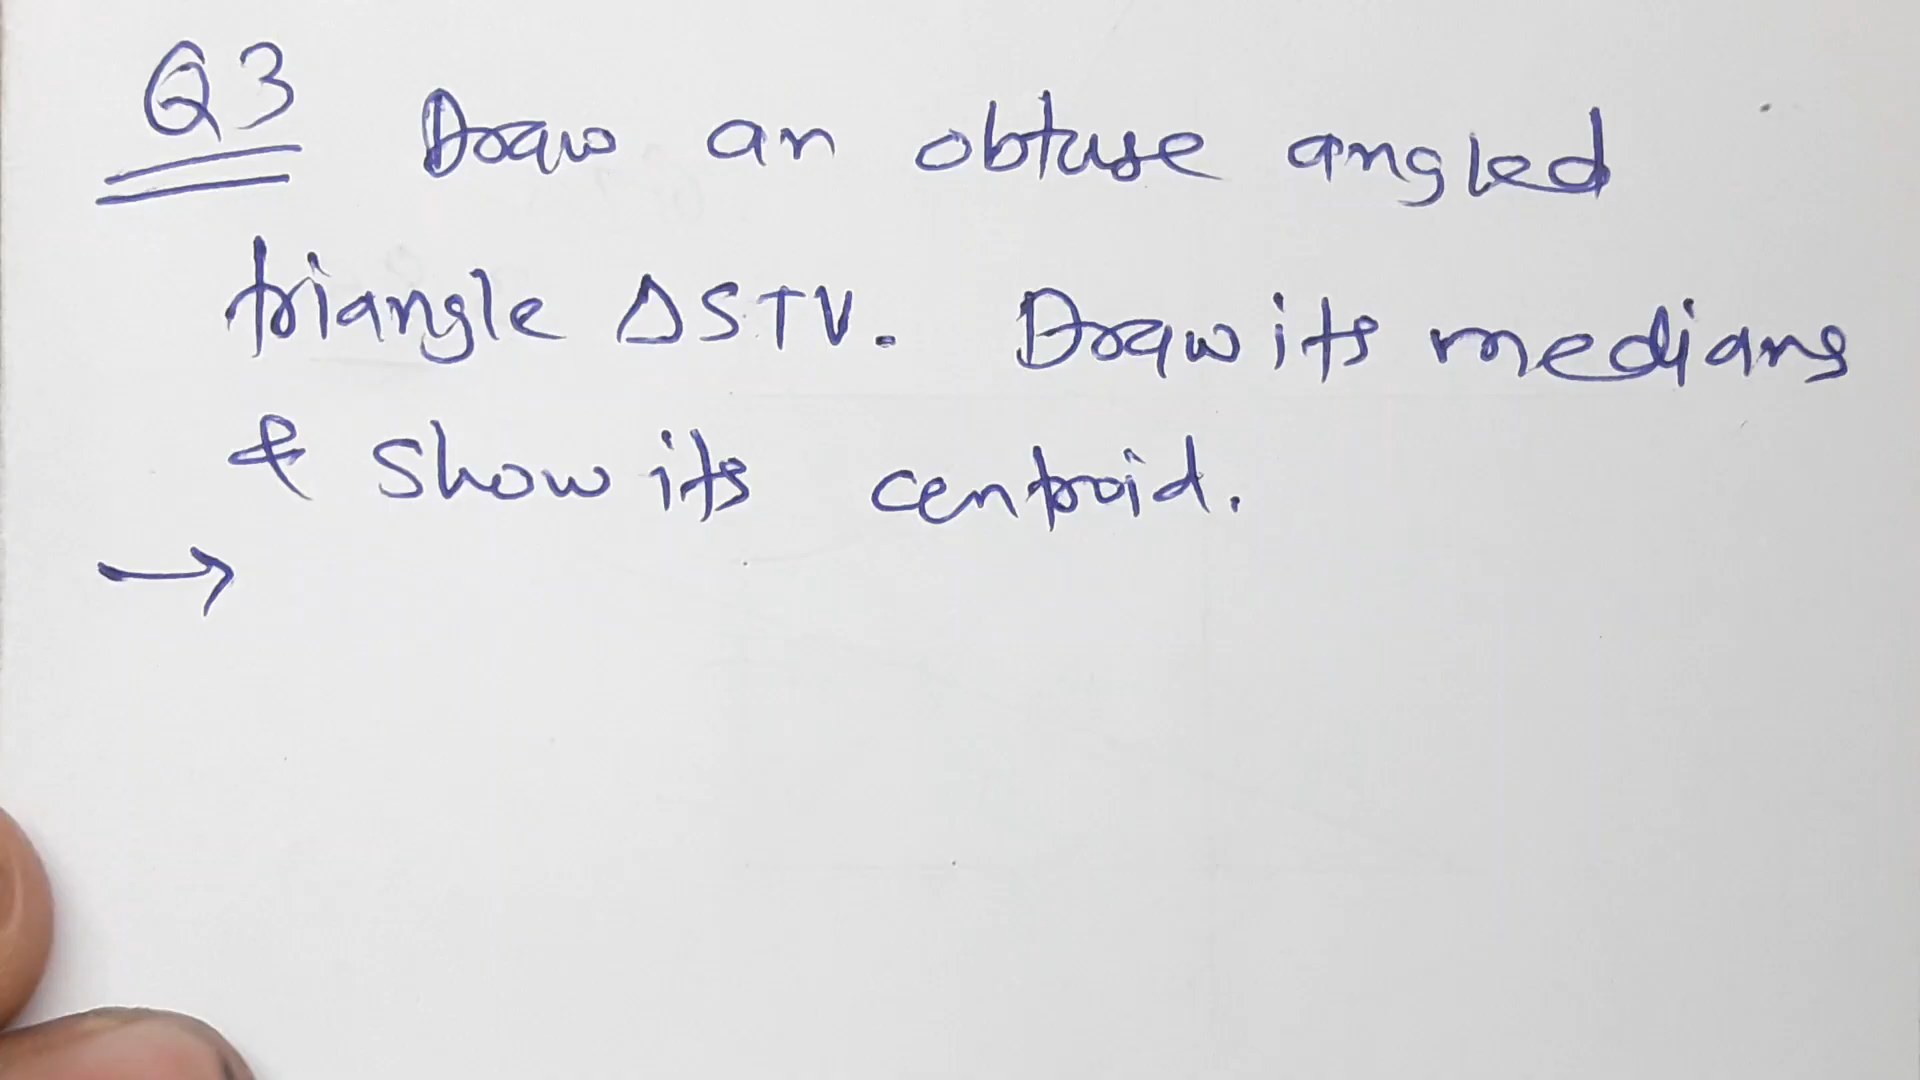 Q3 Draw an obtuse angled
triangle ΔSTV. Draw its medians
& show its centroid.
→